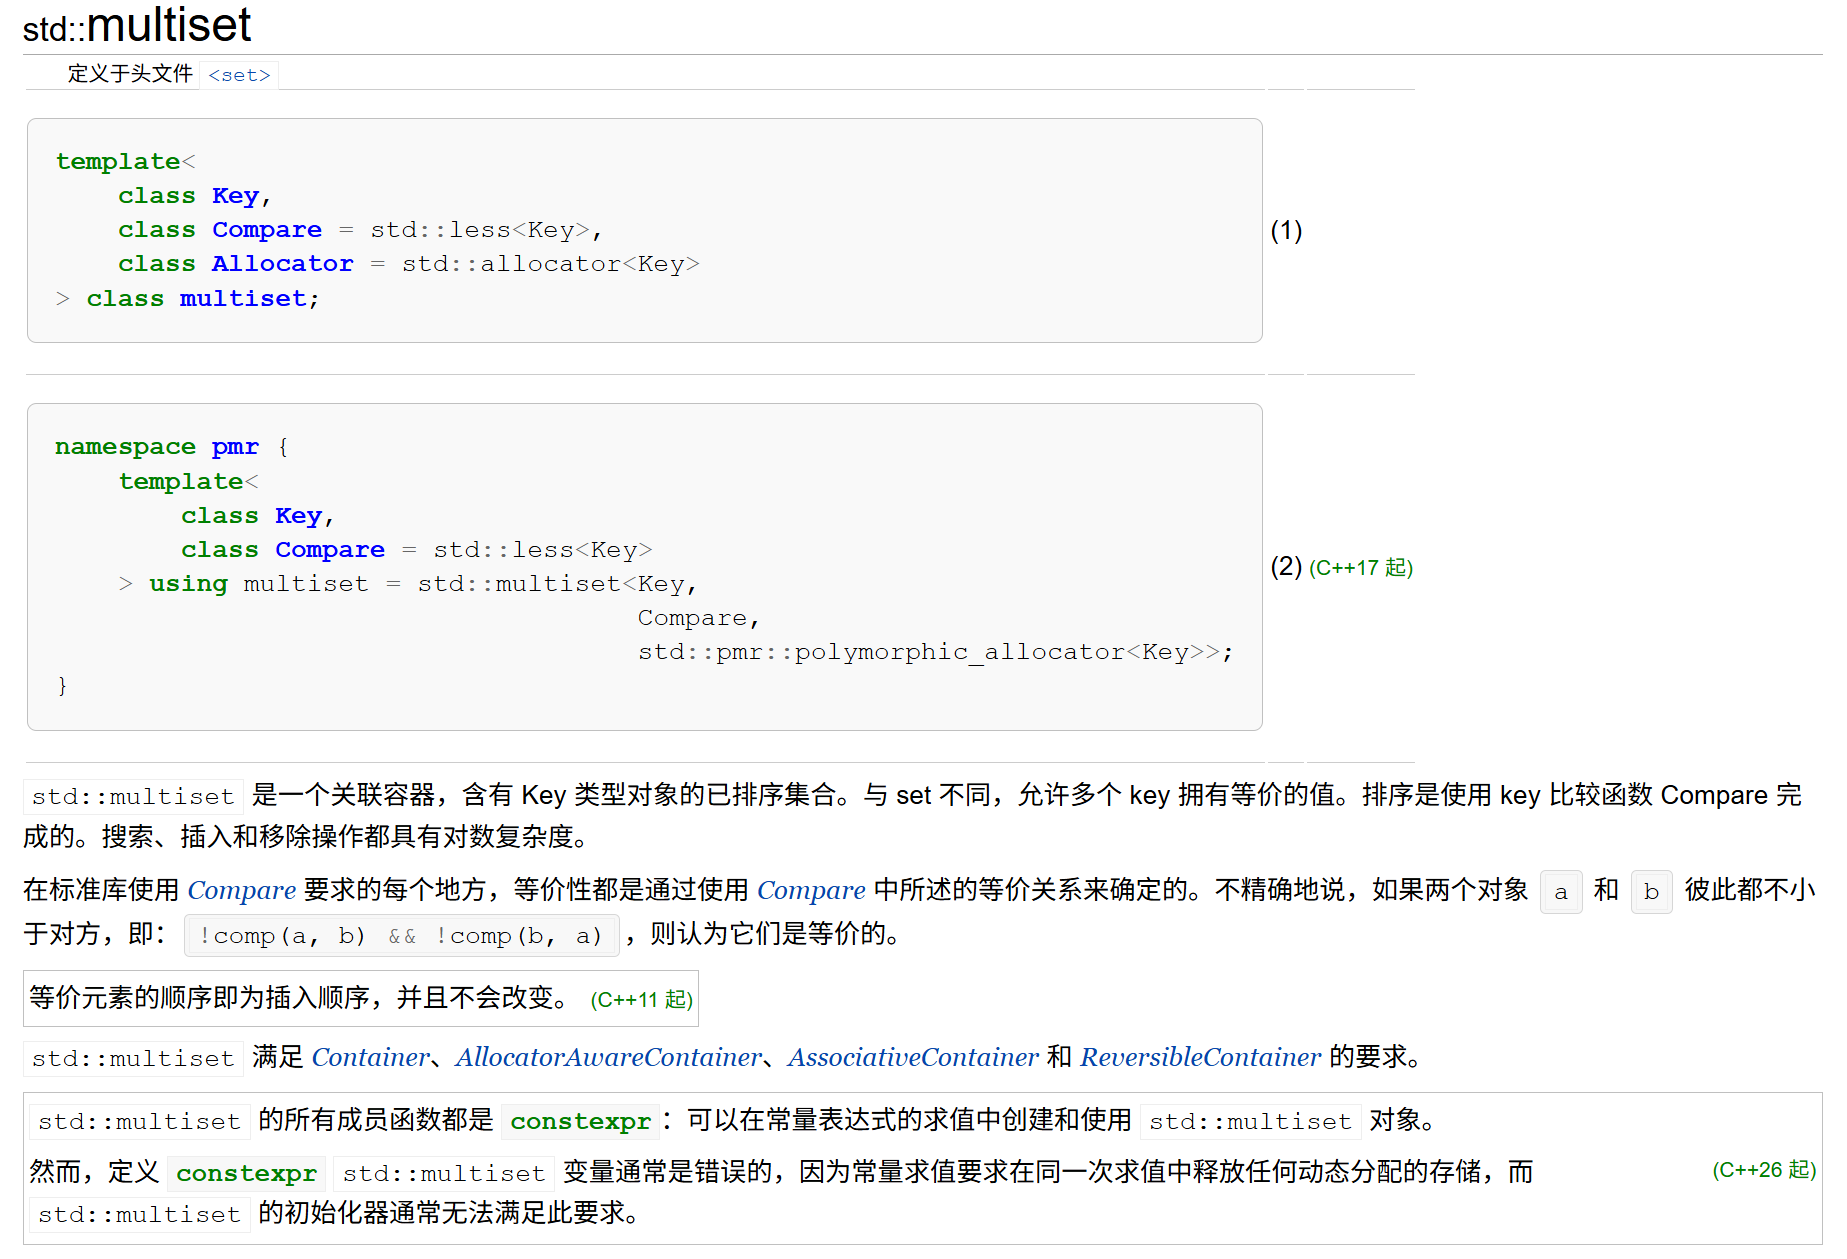 std::multiset
定义于头文件 <set>
template<
    class Key,
    class Compare = std::less<Key>,
    class Allocator = std::allocator<Key>
> class multiset;
(1)
namespace pmr {
    template<
        class Key,
        class Compare = std::less<Key>
    > using multiset = std::multiset<Key,
                                     Compare,
                                     std::pmr::polymorphic_allocator<Key>>;
}
(2) (C++17 起)
std::multiset 是一个关联容器，含有 Key 类型对象的已排序集合。与 set 不同，允许多个 key 拥有等价的值。排序是使用 key 比较函数 Compare 完
成的。搜索、插入和移除操作都具有对数复杂度。
在标准库使用 Compare 要求的每个地方，等价性都是通过使用 Compare 中所述的等价关系来确定的。不精确地说，如果两个对象 a 和 b 彼此都不小
于对方，即： !comp(a, b) && !comp(b, a) ，则认为它们是等价的。
等价元素的顺序即为插入顺序，并且不会改变。 (C++11 起)
std::multiset 满足 Container、AllocatorAwareContainer、AssociativeContainer 和 ReversibleContainer 的要求。
std::multiset 的所有成员函数都是 constexpr： 可以在常量表达式的求值中创建和使用 std::multiset 对象。
然而，定义 constexpr std::multiset 变量通常是错误的，因为常量求值要求在同一次求值中释放任何动态分配的存储，而
std::multiset 的初始化器通常无法满足此要求。
(C++26 起)